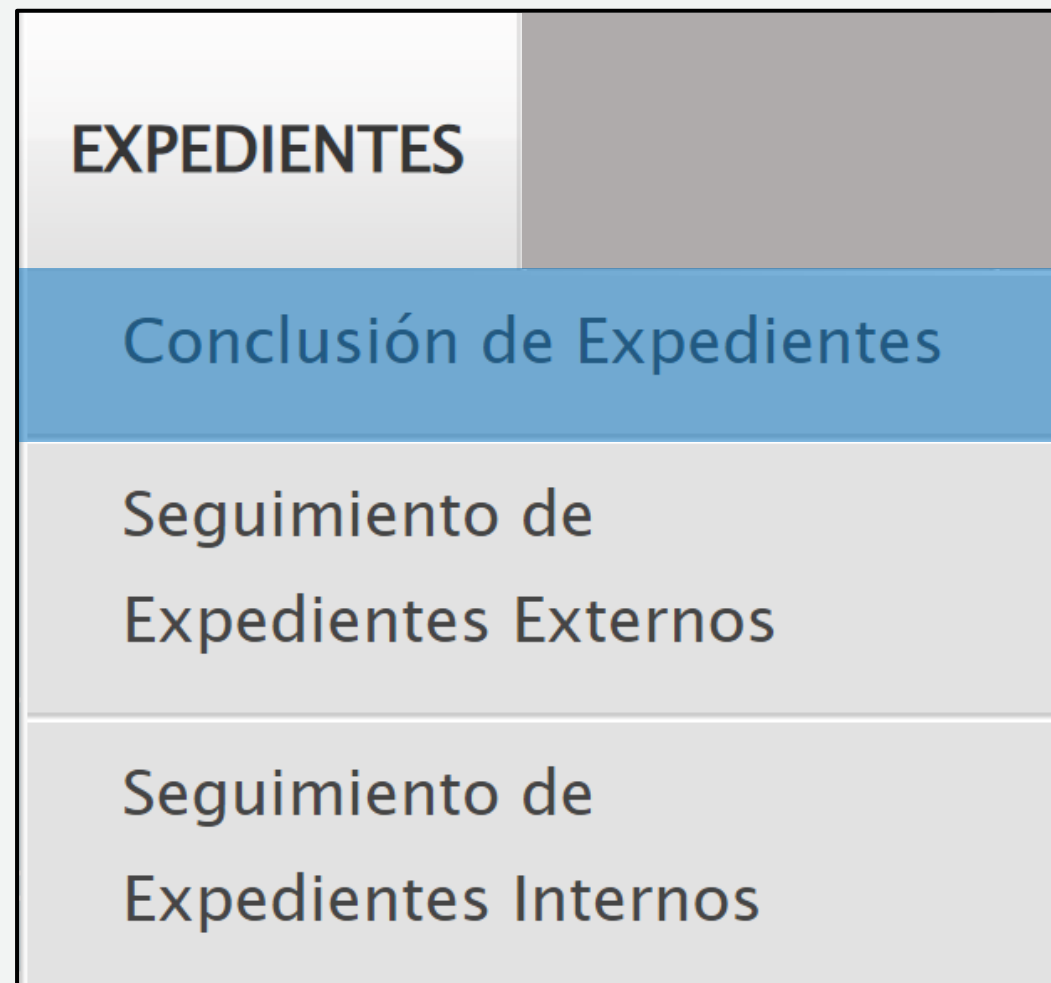 EXPEDIENTES
Conclusión de Expedientes
Seguimiento de
Expedientes Externos
Seguimiento de
Expedientes Internos